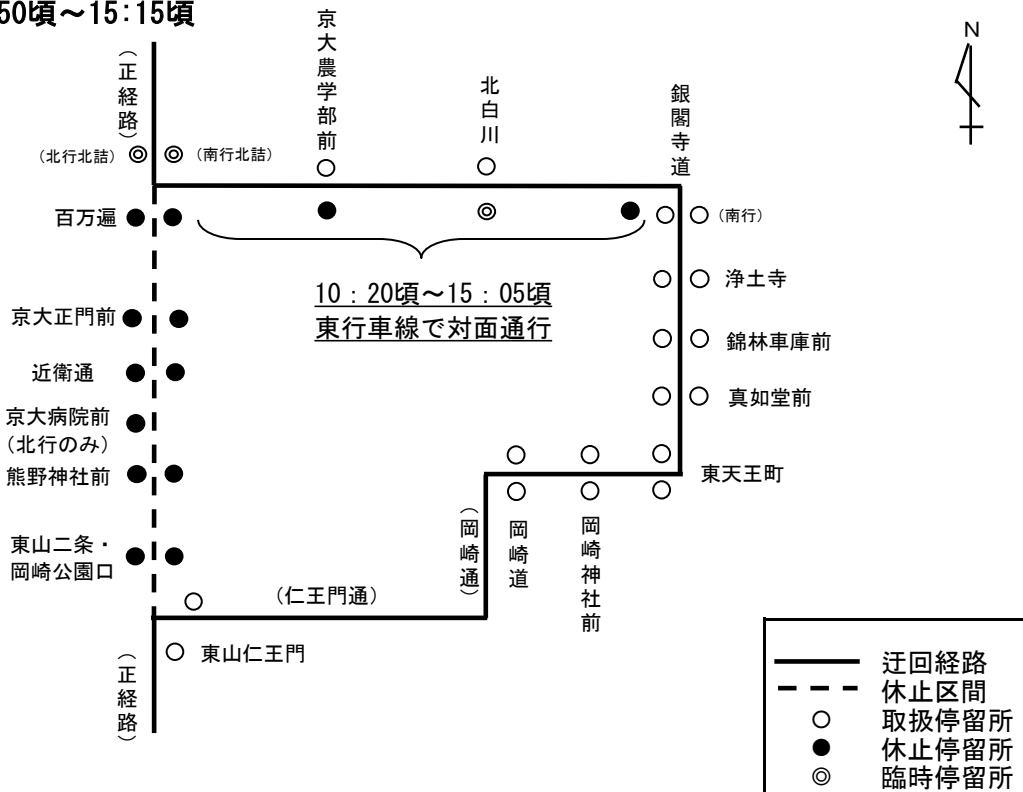 50頃～15:15頃
（正経路）
京大農学部前
北白川
銀閣寺道
N
（北行北詰）
（南行北詰）
百万遍
（南行）
浄土寺
10：20頃～15：05頃
東行車線で対面通行
京大正門前
錦林車庫前
近衛通
真如堂前
京大病院前
（北行のみ）
熊野神社前
東天王町
（岡崎通）
岡崎道
岡崎神社前
東山二条・
岡崎公園口
（仁王門通）
東山仁王門
（正経路）
迂回経路
休止区間
取扱停留所
休止停留所
臨時停留所